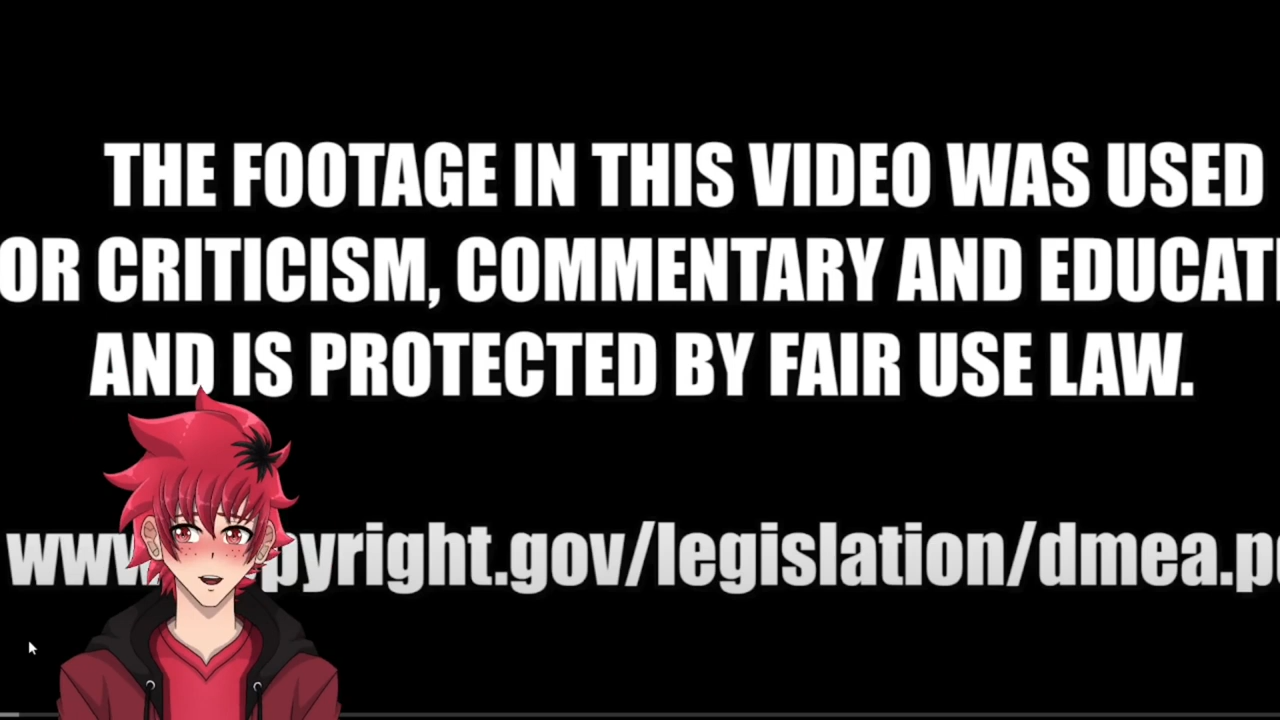 THE FOOTAGE IN THIS VIDEO WAS USED
OR CRITICISM, COMMENTARY AND EDUCATI
AND IS PROTECTED BY FAIR USE LAW.
www pyright.gov/legislation/dmea.p